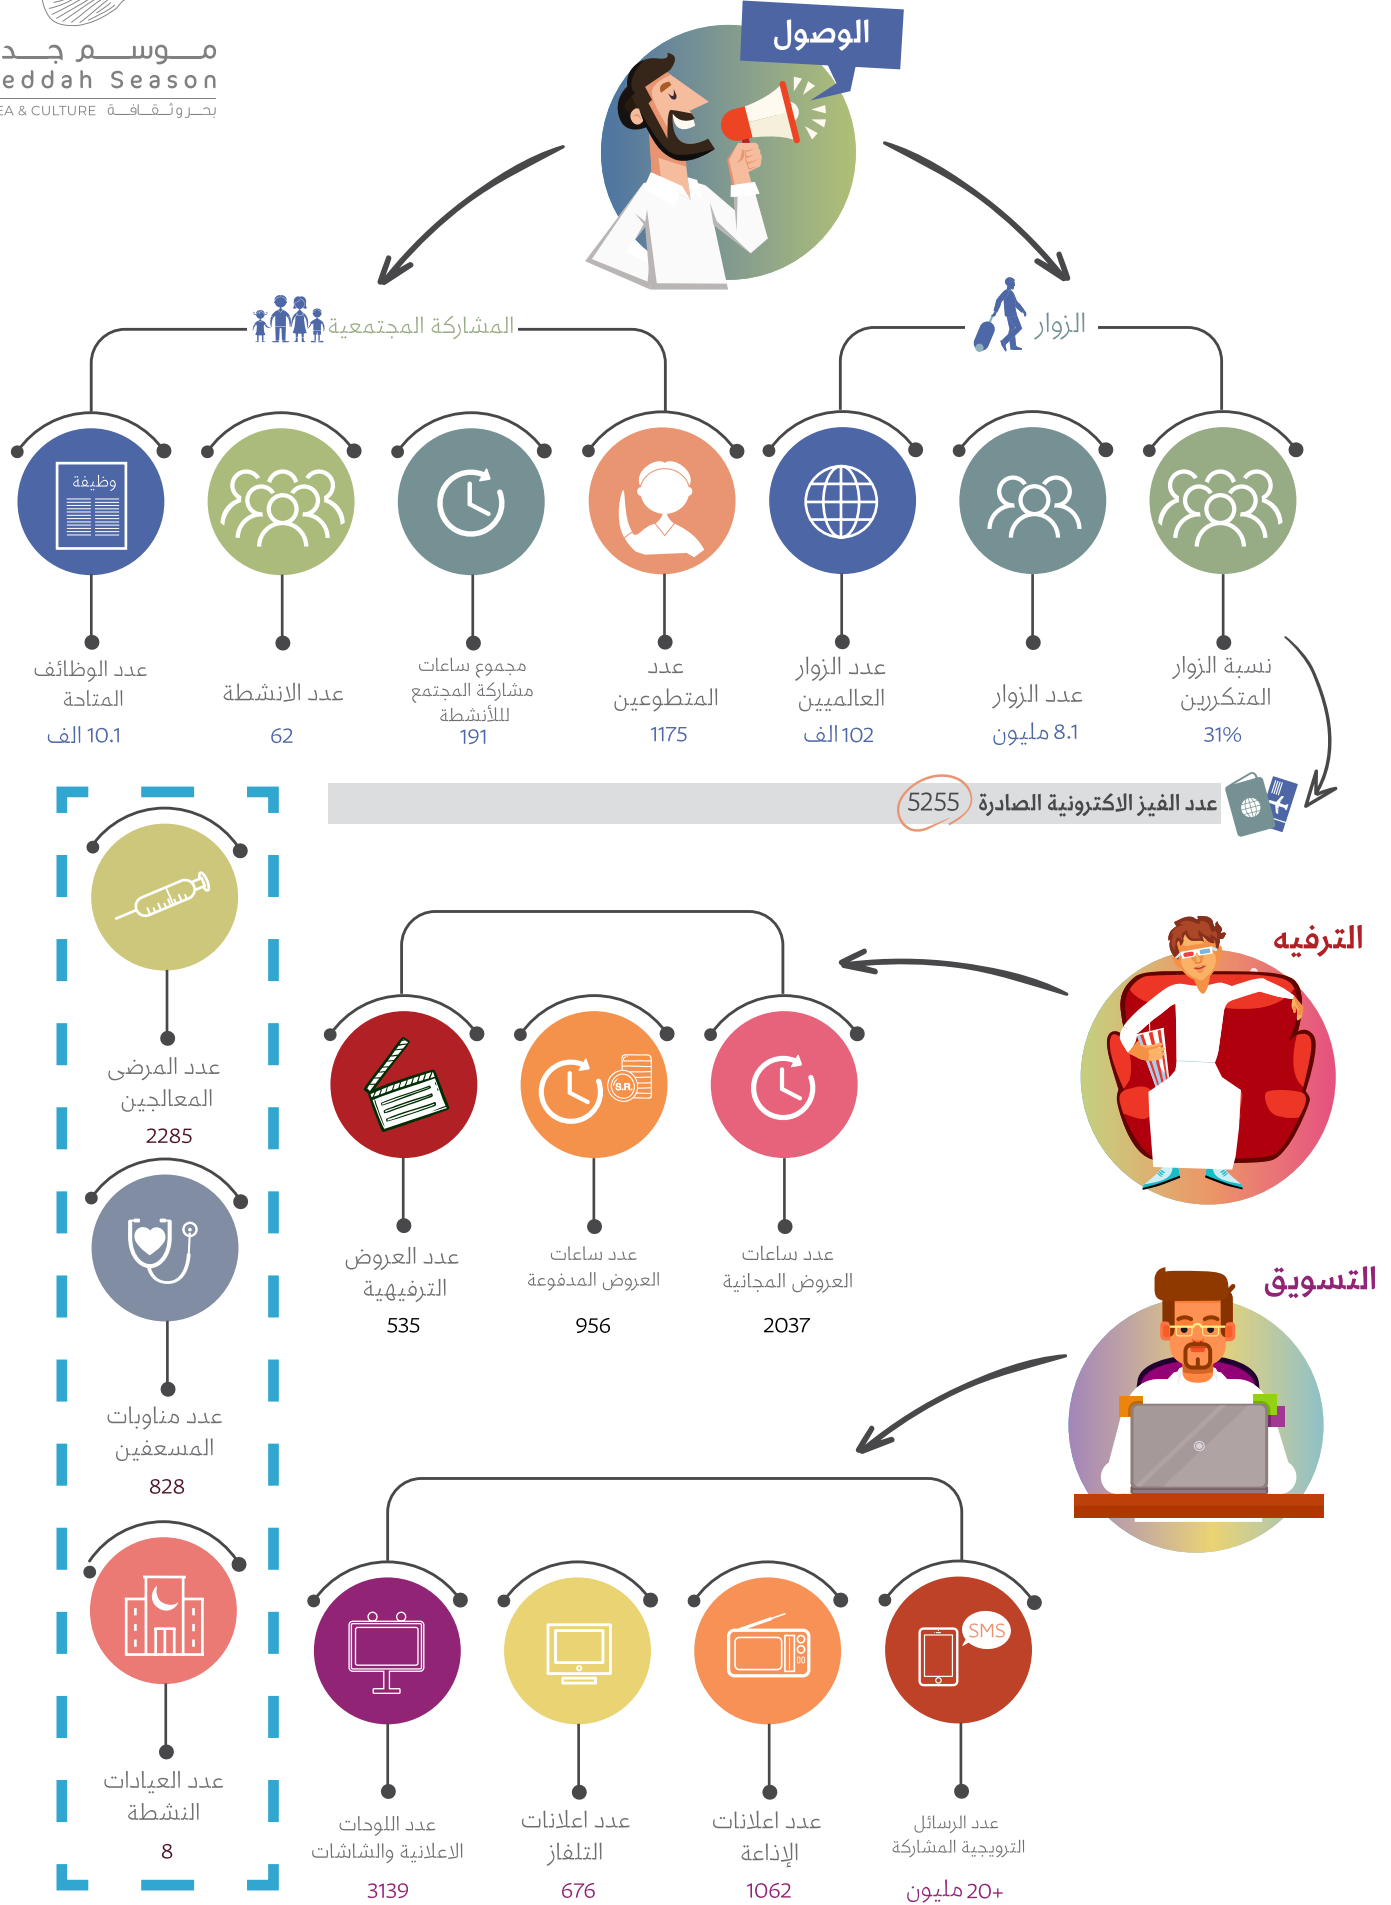 موسم جد
eddah Season
EA & CULTURE بحر وثقافة
الوصول
الزوار
المشاركة المجتمعية
وظيفة
نسبة الزوار
المتكررين
31%
عدد الزوار
8.1 مليون
عدد الزوار
العالميين
102 الف
عدد
المتطوعين
1175
مجموع ساعات
مشاركة المجتمع
لللأنشطة
191
عدد الانشطة
62
عدد الوظائف
المتاحة
10.1 الف
عدد الفيز الاكترونية الصادرة 5255
الترفيه
S.R.
عدد ساعات
العروض المجانية
2037
عدد ساعات
العروض المدفوعة
956
عدد العروض
الترفيهية
535
عدد المرضى
المعالجين
2285
عدد مناوبات
المسعفين
828
عدد العيادات
النشطة
8
التسويق
SMS
عدد الرسائل
الترويجية المشاركة
+20 مليون
عدد اعلانات
الإذاعة
1062
عدد اعلانات
التلفاز
676
عدد اللوحات
الاعلانية والشاشات
3139